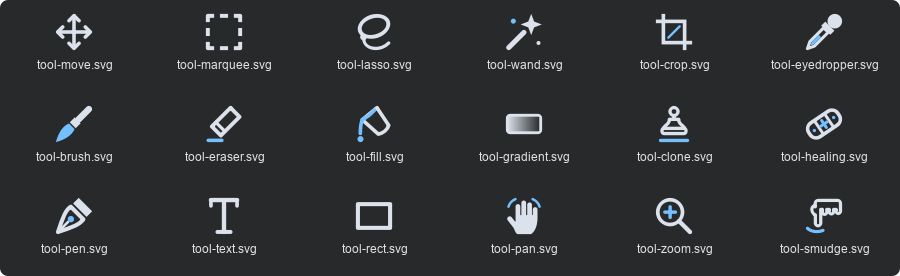 tool-move.svg
tool-marquee.svg
tool-lasso.svg
tool-wand.svg
tool-crop.svg
tool-eyedropper.svg
tool-brush.svg
tool-eraser.svg
tool-fill.svg
tool-gradient.svg
tool-clone.svg
tool-healing.svg
tool-pen.svg
tool-text.svg
tool-rect.svg
tool-pan.svg
tool-zoom.svg
tool-smudge.svg